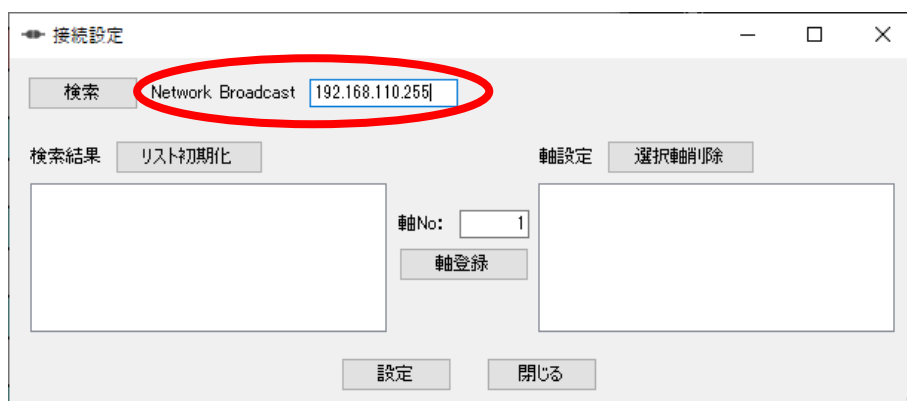 接続設定
検索 Network Broadcast 192.168.110.255
検索結果 リスト初期化 軸設定 選択軸削除
軸No: 1
軸登録
設定 閉じる